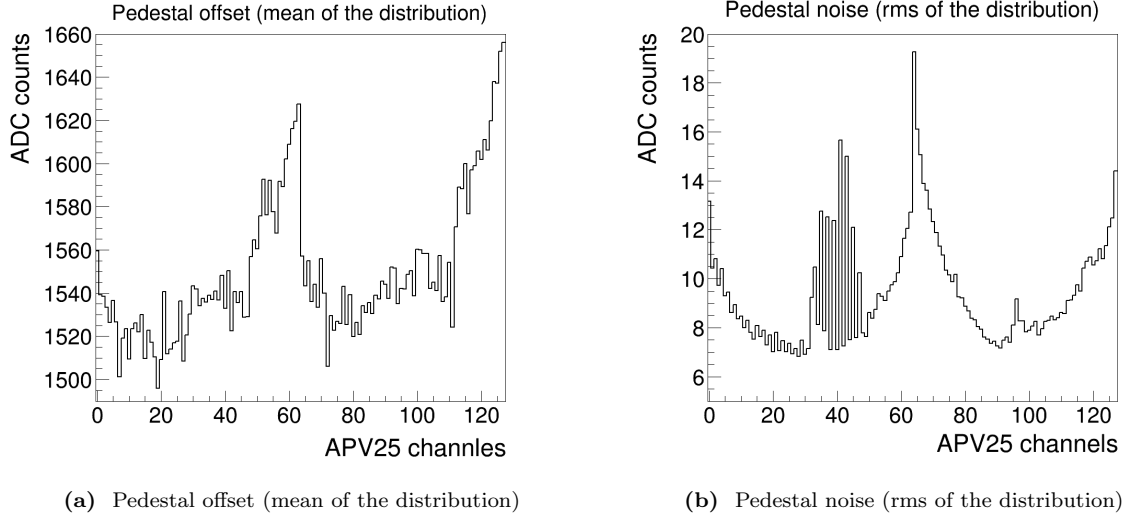 Pedestal offset (mean of the distribution)
ADC counts
1660
1640
1620
1600
1580
1560
1540
1520
1500
0 20 40 60 80 100 120
APV25 channles
(a) Pedestal offset (mean of the distribution)
Pedestal noise (rms of the distribution)
ADC counts
20
18
16
14
12
10
8
6
0 20 40 60 80 100 120
APV25 channels
(b) Pedestal noise (rms of the distribution)